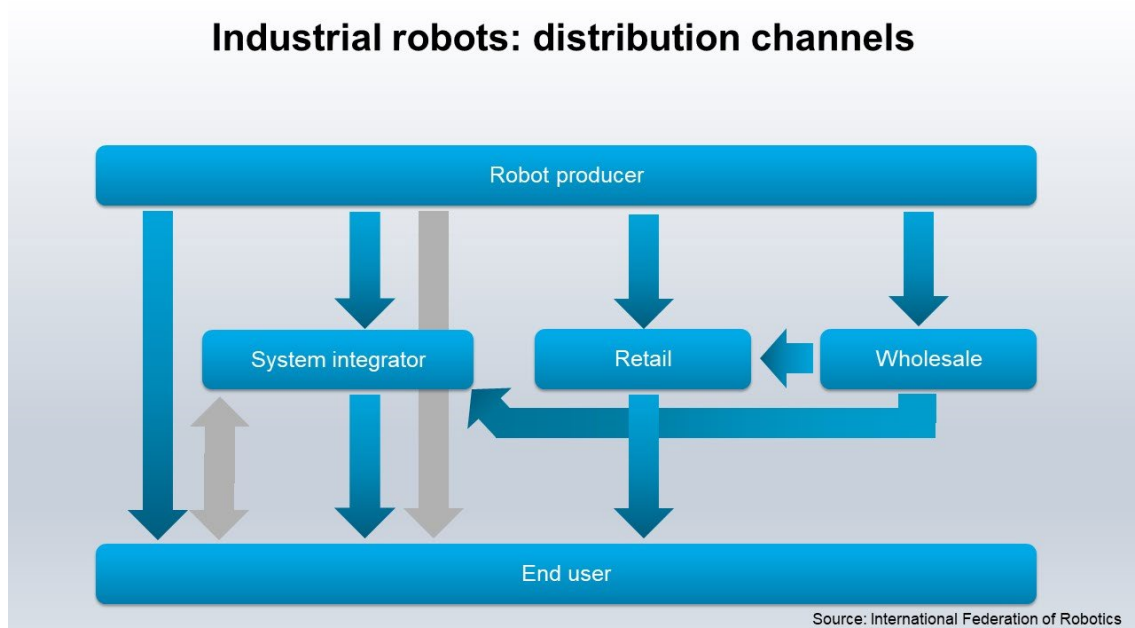 Industrial robots: distribution channels
Robot producer
System integrator
Retail
Wholesale
End user
Source: International Federation of Robotics